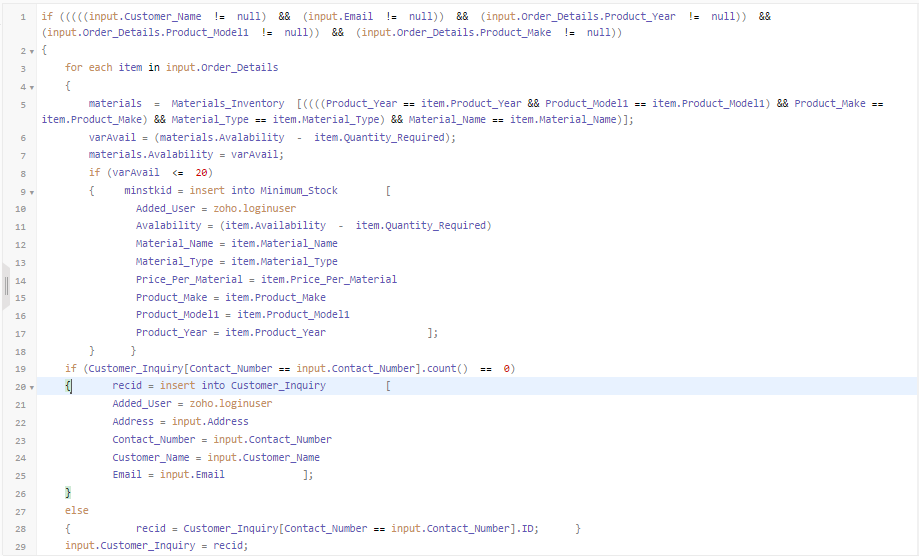 1 if (((((input.Customer_Name != null) && (input.Email != null)) && (input.Order_Details.Product_Year != null)) &&
(input.Order_Details.Product_Model1 != null)) && (input.Order_Details.Product_Make != null))
2 {
3 for each item in input.Order_Details
4 {
5 materials = Materials_Inventory [((((Product_Year == item.Product_Year && Product_Model1 == item.Product_Model1) && Product_Make ==
item.Product_Make) && Material_Type == item.Material_Type) && Material_Name == item.Material_Name)];
6 varAvail = (materials.Avalability - item.Quantity_Required);
7 materials.Avalability = varAvail;
8 if (varAvail <= 20)
9 { minstkid = insert into Minimum_Stock [
10 Added_User = zoho.loginuser
11 Avalability = (item.Availability - item.Quantity_Required)
12 Material_Name = item.Material_Name
13 Material_Type = item.Material_Type
14 Price_Per_Material = item.Price_Per_Material
15 Product_Make = item.Product_Make
16 Product_Model1 = item.Product_Model1
17 Product_Year = item.Product_Year ];
18 } }
19 if (Customer_Inquiry[Contact_Number == input.Contact_Number].count() == 0)
20 { recid = insert into Customer_Inquiry [
21 Added_User = zoho.loginuser
22 Address = input.Address
23 Contact_Number = input.Contact_Number
24 Customer_Name = input.Customer_Name
25 Email = input.Email ];
26 }
27 else
28 { recid = Customer_Inquiry[Contact_Number == input.Contact_Number].ID; }
29 input.Customer_Inquiry = recid;